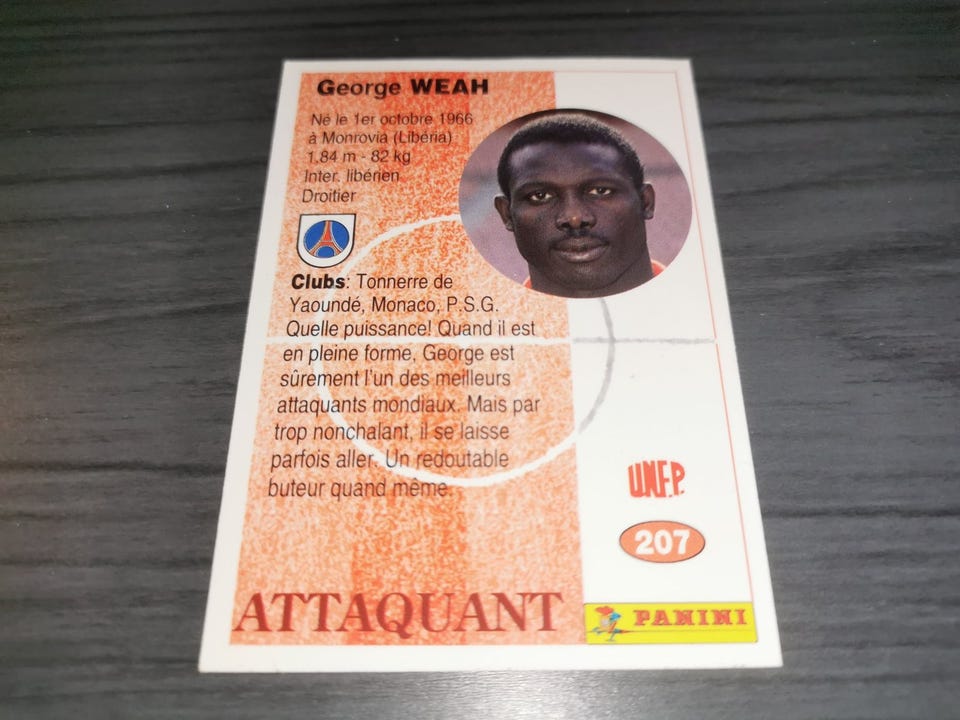 George WEAH
Né le 1er octobre 1966
à Monrovia (Libéria)
1,84 m - 82 kg
Inter. libérien
Droitier
Clubs: Tonnerre de
Yaoundé, Monaco, P.S.G.
Quelle puissance! Quand il est
en pleine forme, George est
sûrement l'un des meilleurs
attaquants mondiaux. Mais par
trop nonchalant, il se laisse
parfois aller. Un redoutable
buteur quand même.
U.N.F.P.
207
ATTAQUANT
PANINI